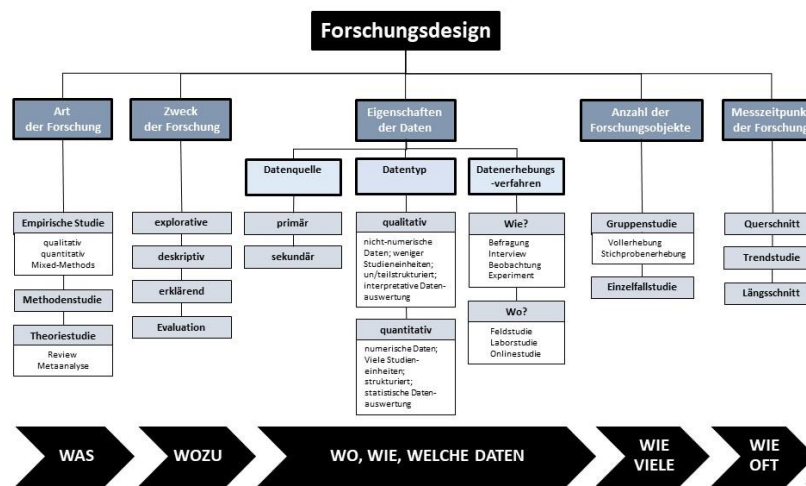 Forschungsdesign
Art
der Forschung
Zweck
der Forschung
Eigenschaften
der Daten
Anzahl der
Forschungsobjekte
Messzeitpunkt
der Forschung
Datenquelle
Datentyp
Datenerhebungs
-verfahren
Empirische Studie
qualitativ
quantitativ
Mixed-Methods
Methodenstudie
Theoriestudie
Review
Metaanalyse
explorative
deskriptiv
erklärend
Evaluation
primär
sekundär
qualitativ
nicht-numerische
Daten; weniger
Studieneinheiten;
un/teilstrukturiert;
interpretative Daten-
auswertung
quantitativ
numerische Daten;
Viele Studien-
einheiten;
strukturiert;
statistische Daten-
auswertung
Wie?
Befragung
Interview
Beobachtung
Experiment
Wo?
Feldstudie
Laborstudie
Onlinestudie
Gruppenstudie
Vollerhebung
Stichprobenerhebung
Einzelfallstudie
Querschnitt
Trendstudie
Längsschnitt
WAS
WOZU
WO, WIE, WELCHE DATEN
WIE
VIELE
WIE
OFT